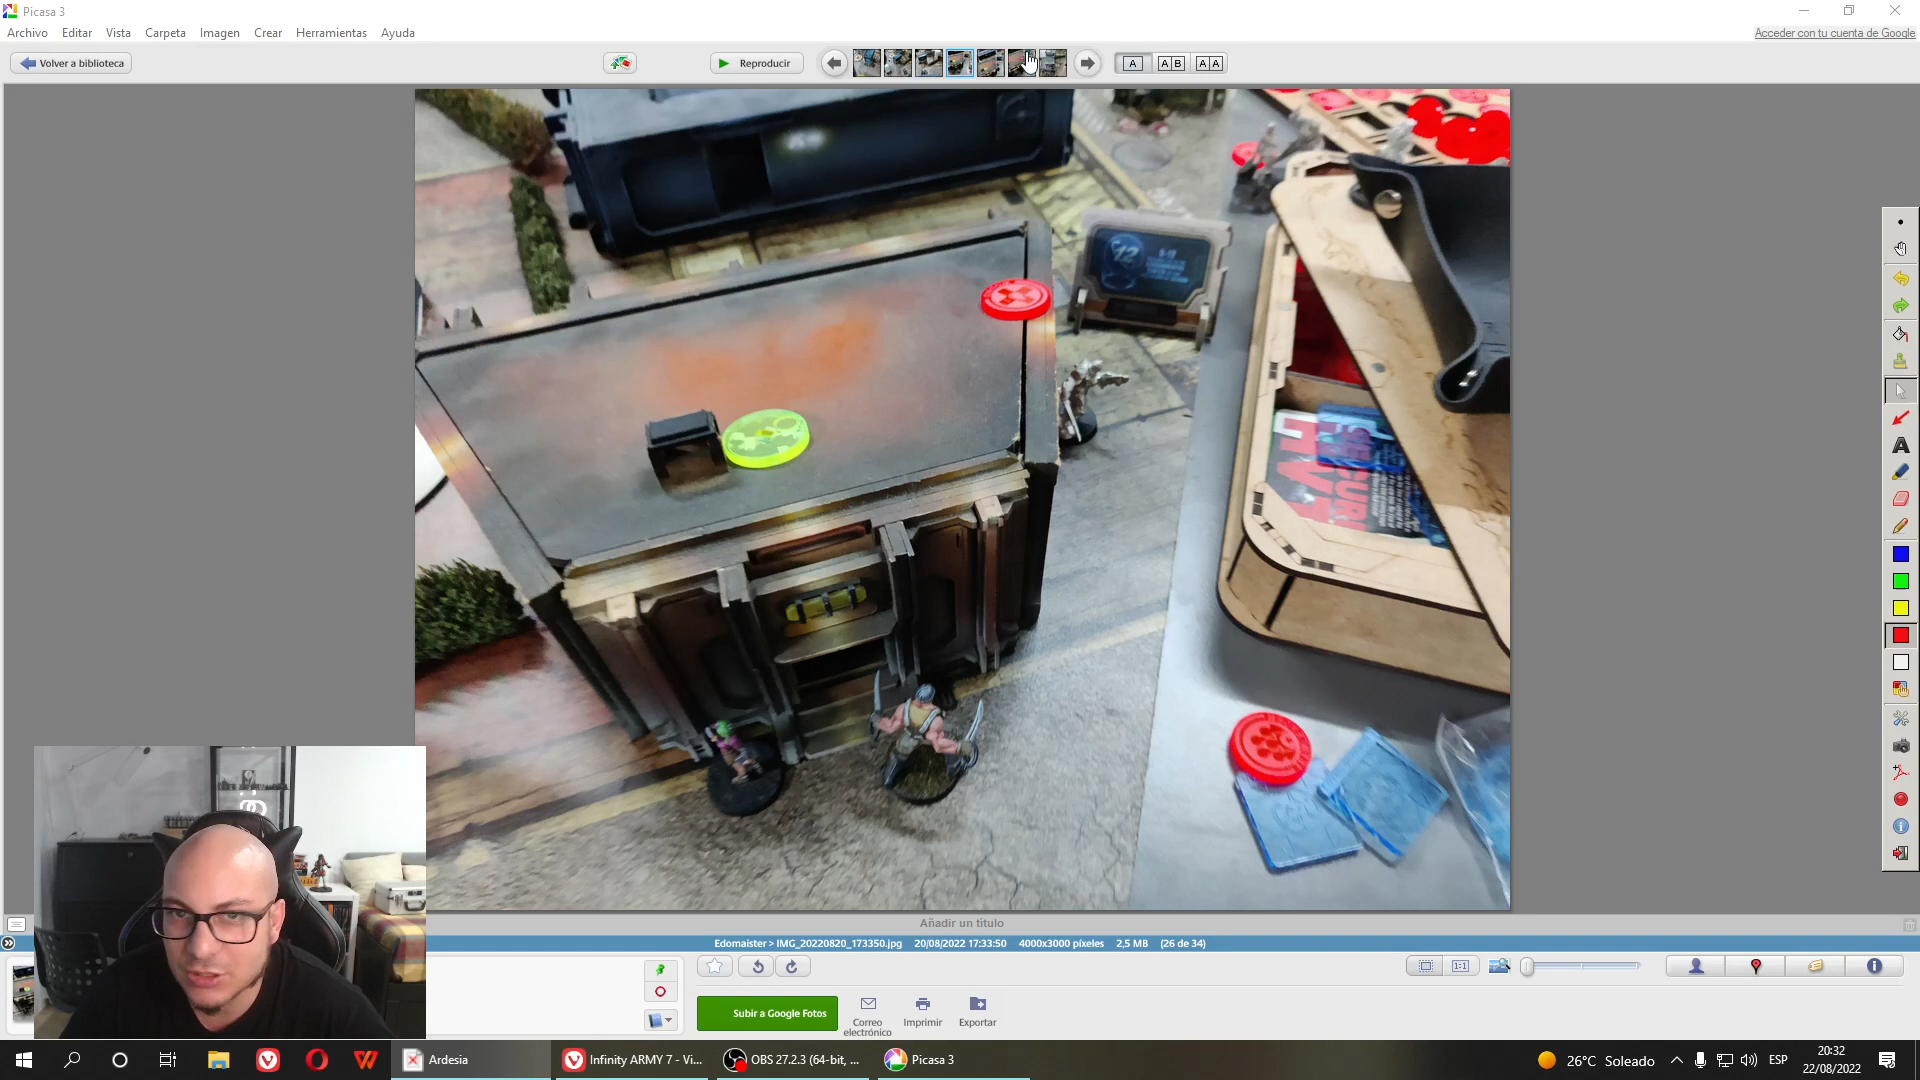 Picasa 3
Archivo Editar Vista Carpeta Imagen Crear Herramientas Ayuda
Acceder con tu cuenta de Google
Volver a biblioteca
Reproducir
A
A B
A A
12
Añadir un título
Edomaister > IMG_20220820_173350.jpg 20/08/2022 17:33:50 4000x3000 píxeles 2,5 MB (26 de 34)
1:1
Subir a Google Fotos
Correo electrónico
Imprimir
Exportar
Ardesia
Infinity ARMY 7 - Vi...
OBS 27.2.3 (64-bit, ...
Picasa 3
26°C Soleado
ESP
20:32
22/08/2022